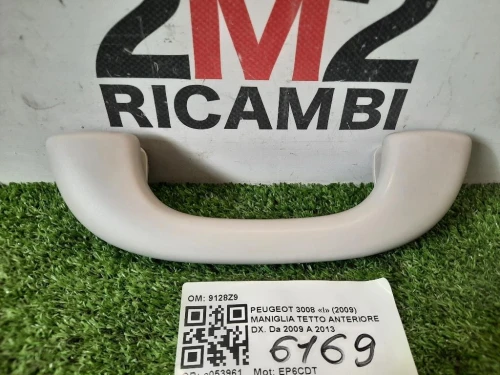 2M2
RICAMBI
OM: 9128Z9
PEUGEOT 3008 «I» (2009)
MANIGLIA TETTO ANTERIORE
DX. Da 2009 A 2013
6169
Mot: EP6CDT